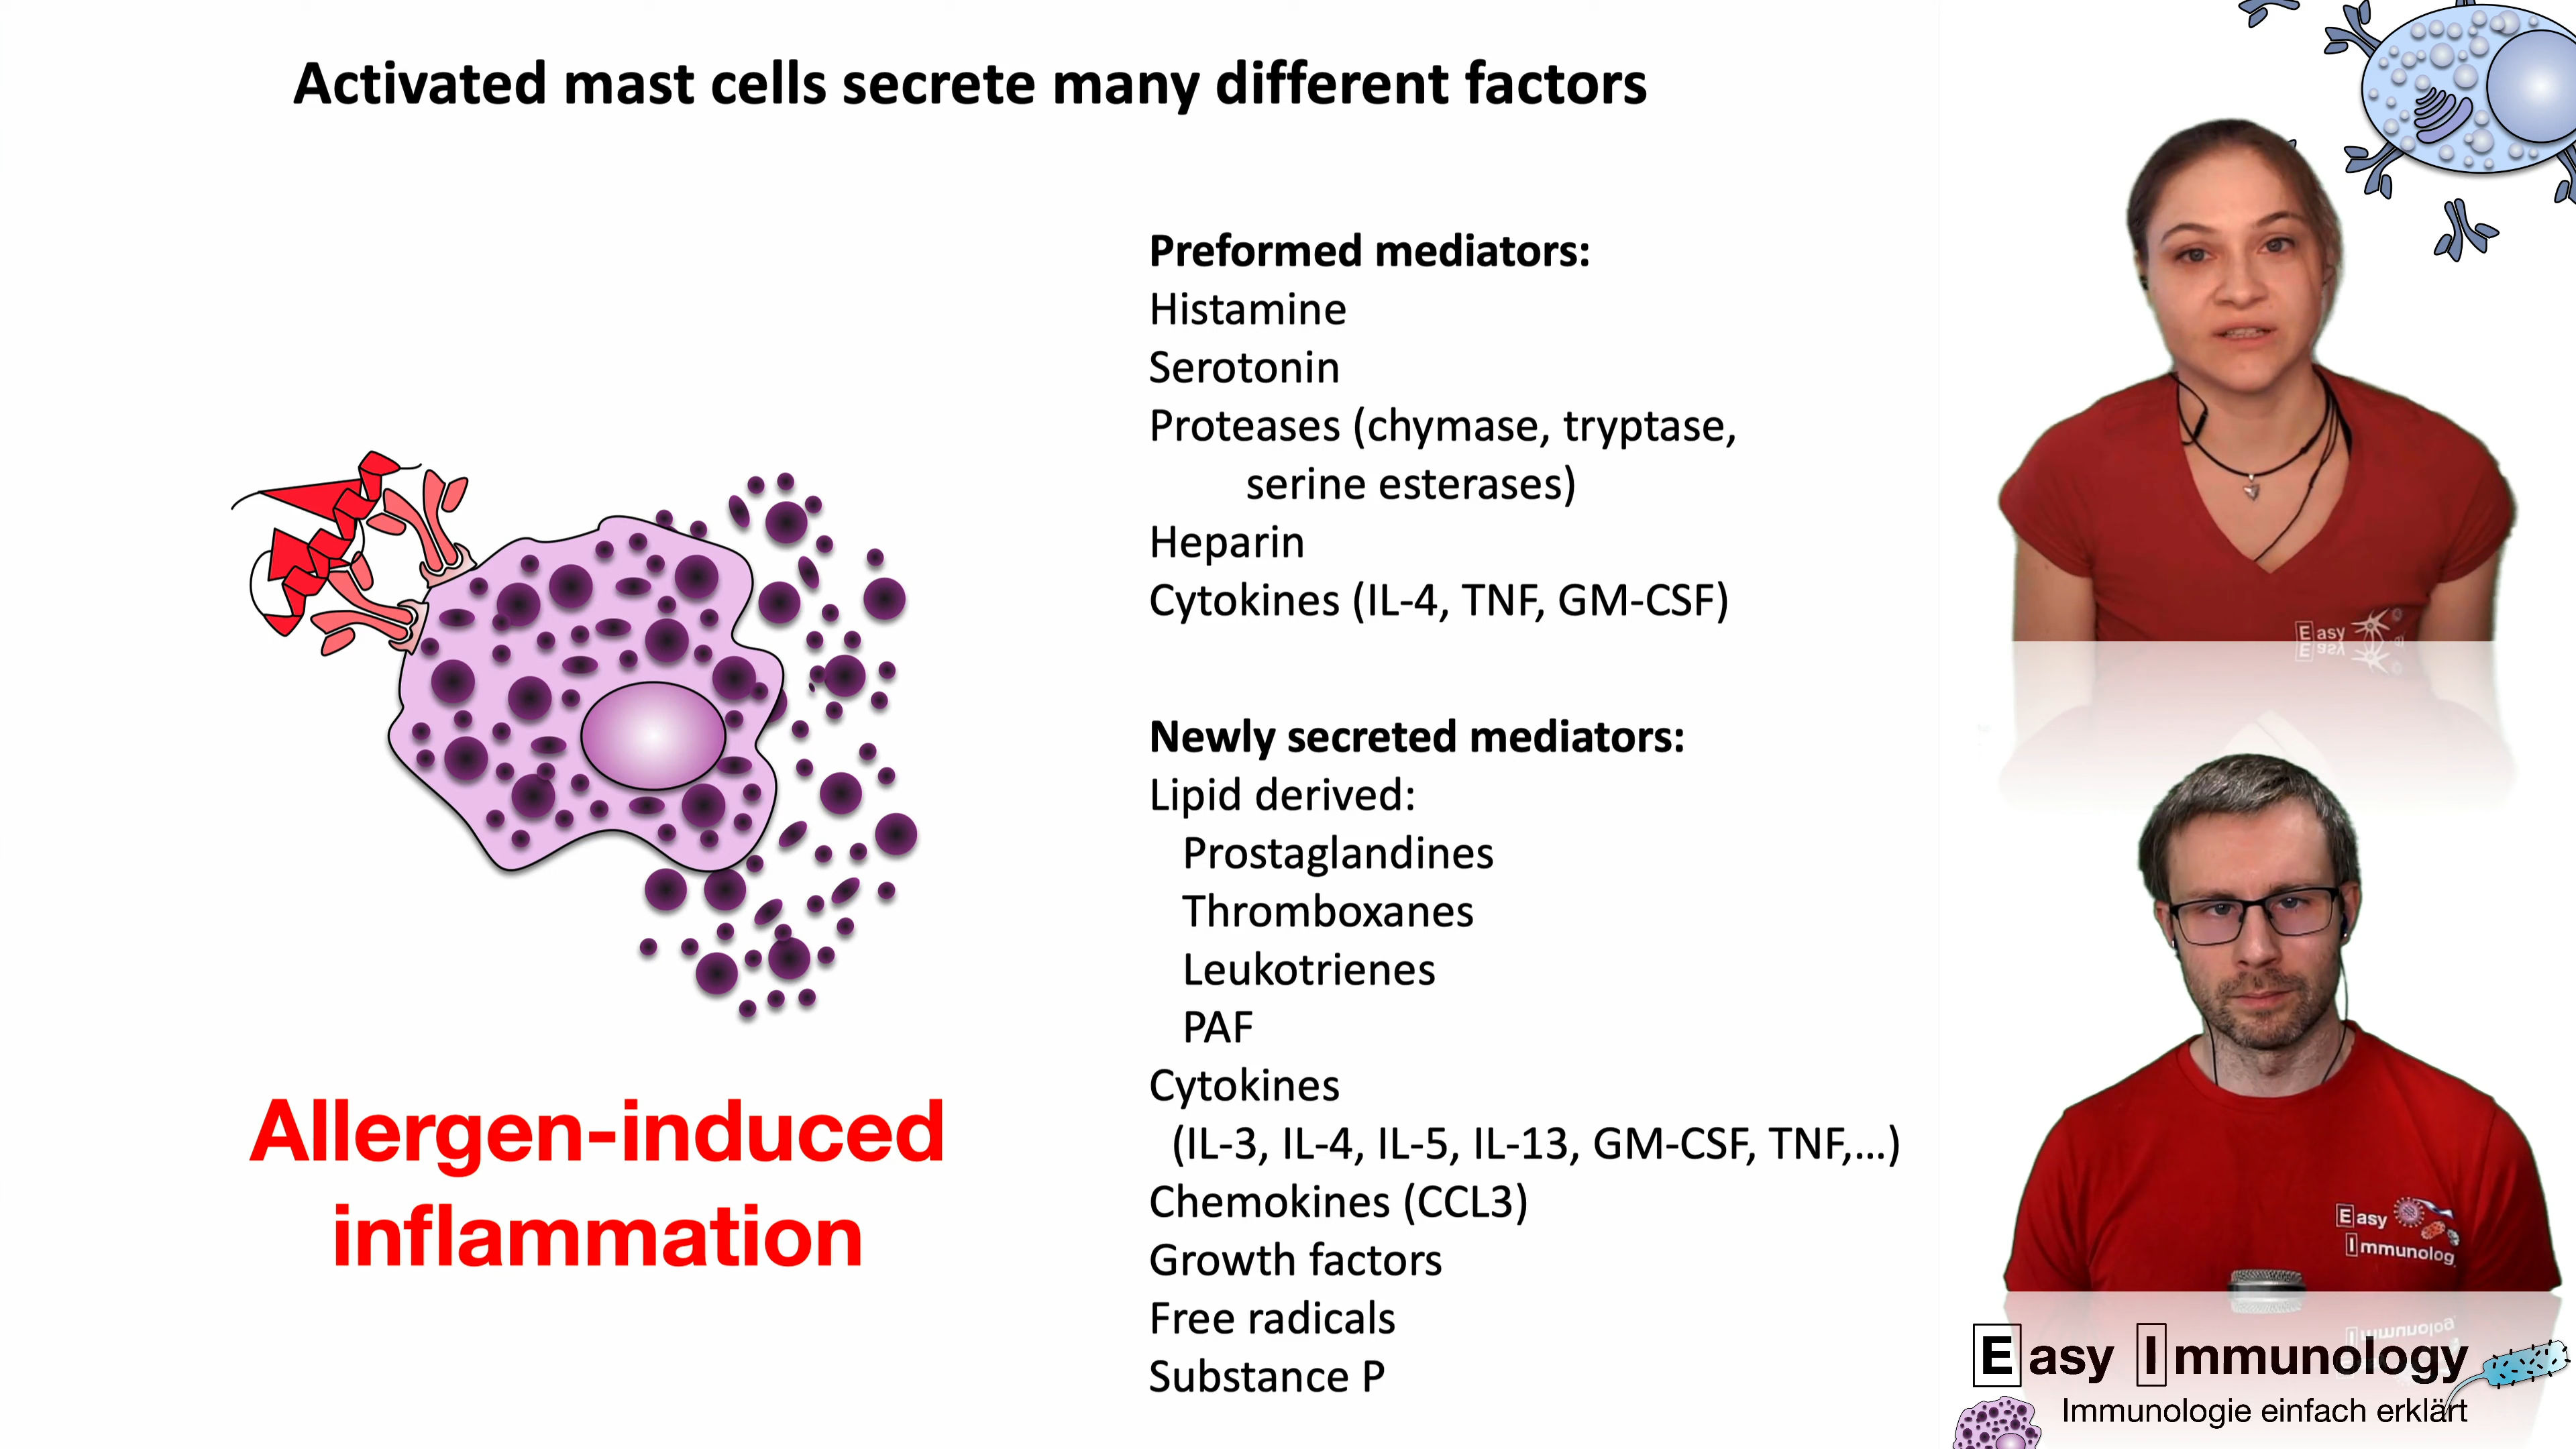 Activated mast cells secrete many different factors
Preformed mediators:
Histamine
Serotonin
Proteases (chymase, tryptase,
serine esterases)
Heparin
Cytokines (IL-4, TNF, GM-CSF)
Newly secreted mediators:
Lipid derived:
Prostaglandines
Thromboxanes
Leukotrienes
PAF
Cytokines
(IL-3, IL-4, IL-5, IL-13, GM-CSF, TNF,...)
Chemokines (CCL3)
Growth factors
Free radicals
Substance P
Allergen-induced
inflammation
Easy
Easy
Immunolog
Easy Immunology
Immunologie einfach erklärt